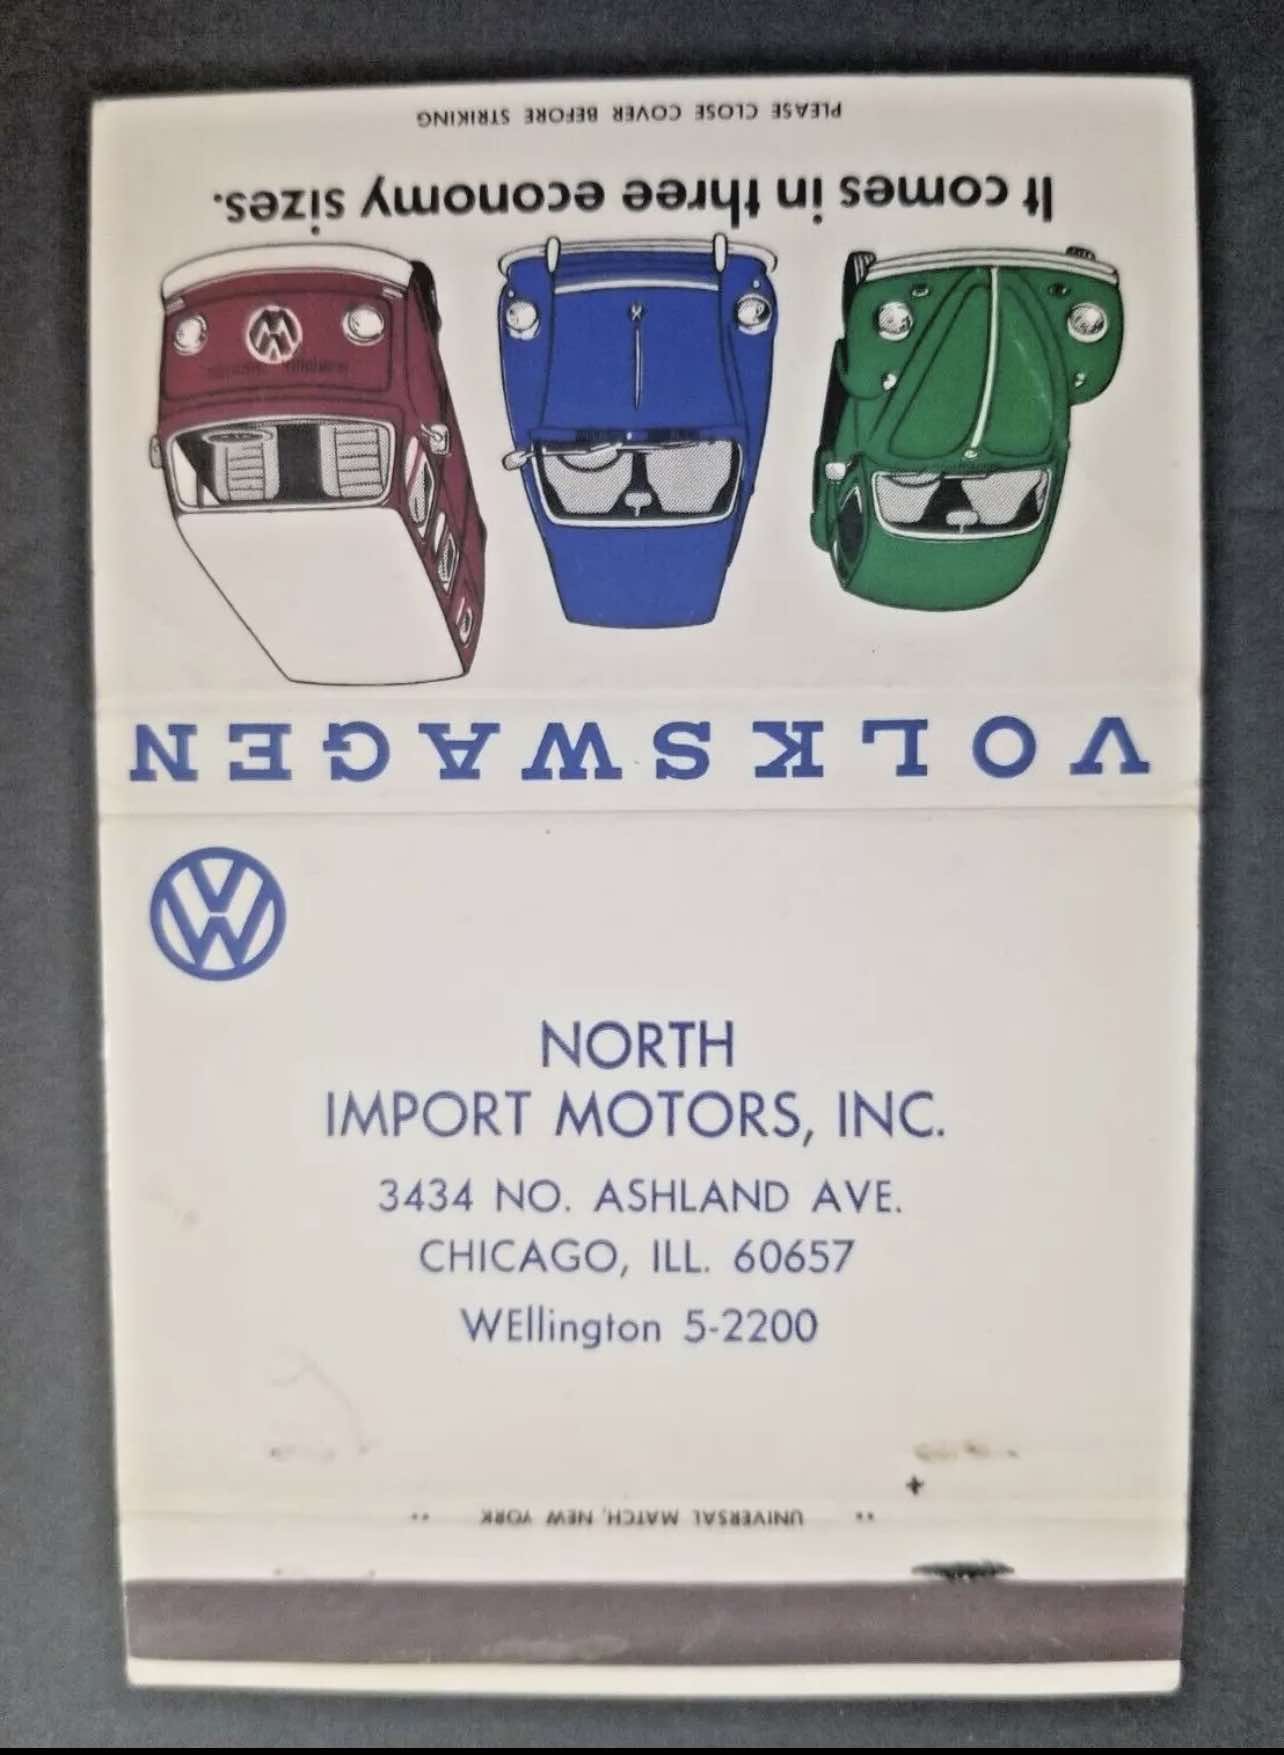 PLEASE CLOSE COVER BEFORE STRIKING
It comes in three economy sizes.
VOLKSWAGEN
NORTH
IMPORT MOTORS, INC.
3434 NO. ASHLAND AVE.
CHICAGO, ILL. 60657
WEllington 5-2200
UNIVERSAL MATCH, NEW YORK